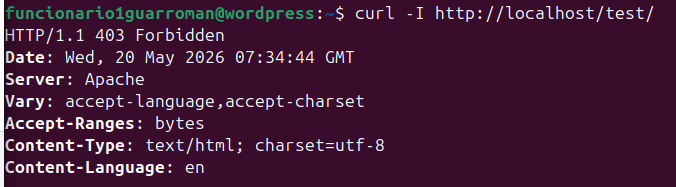 funcionario1guarroman@wordpress:~$ curl -I http://localhost/test/
HTTP/1.1 403 Forbidden
Date: Wed, 20 May 2026 07:34:44 GMT
Server: Apache
Vary: accept-language,accept-charset
Accept-Ranges: bytes
Content-Type: text/html; charset=utf-8
Content-Language: en